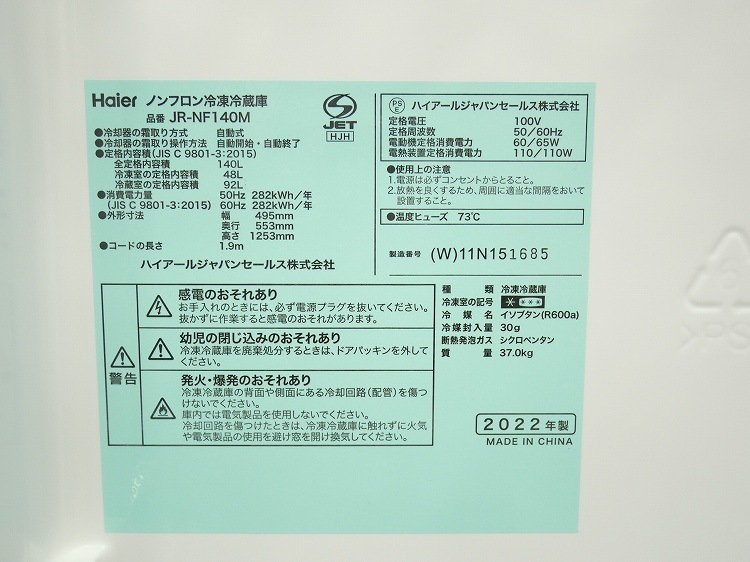 Haier ノンフロン冷凍冷蔵庫
品番 JR-NF140M
●冷却器の霜取り方式 自動式
●冷却器の霜取り操作方法 自動開始・自動終了
●定格内容積(JIS C 9801-3:2015)
全定格内容積 140L
冷凍室の定格内容積 48L
冷蔵室の定格内容積 92L
●消費電力量 50Hz 282kWh/年
(JIS C 9801-3:2015) 60Hz 282kWh/年
●外形寸法 幅 495mm
奥行 553mm
高さ 1253mm
●コードの長さ 1.9m
ハイアールジャパンセールス株式会社
S
JET
HJH
PS
E
ハイアールジャパンセールス株式会社
定格電圧 100V
定格周波数 50/60Hz
電動機定格消費電力 60/65W
電熱装置定格消費電力 110/110W
●使用上の注意
1.電源は必ずコンセントからとること。
2.放熱を良くするため、周囲に適当な間隔をおいて
設置すること。
●温度ヒューズ 73℃
製造番号 (W)11N151685
警告
感電のおそれあり
お手入れのときには、必ず電源プラグを抜いてください。
抜かずに作業すると感電のおそれあり
幼児の閉じ込みのおそれあり
冷凍冷蔵庫を廃棄処分するときは、ドアパッキンを外して
ください。
発火・爆発のおそれあり
冷凍冷蔵庫の背面や側面にある冷却回路(配管)を傷つ
けないでください。
庫内では電気製品を使用しないでください。
冷却回路を傷つけたときは、冷凍冷蔵庫に触れずに火気
や電気製品の使用を避け窓を開け換気してください。
種類 冷凍冷蔵庫
冷凍室の記号
冷媒名 イソブタン(R600a)
冷媒封入量 30g
断熱発泡ガス シクロペンタン
質量 37.0kg
2022年製
MADE IN CHINA